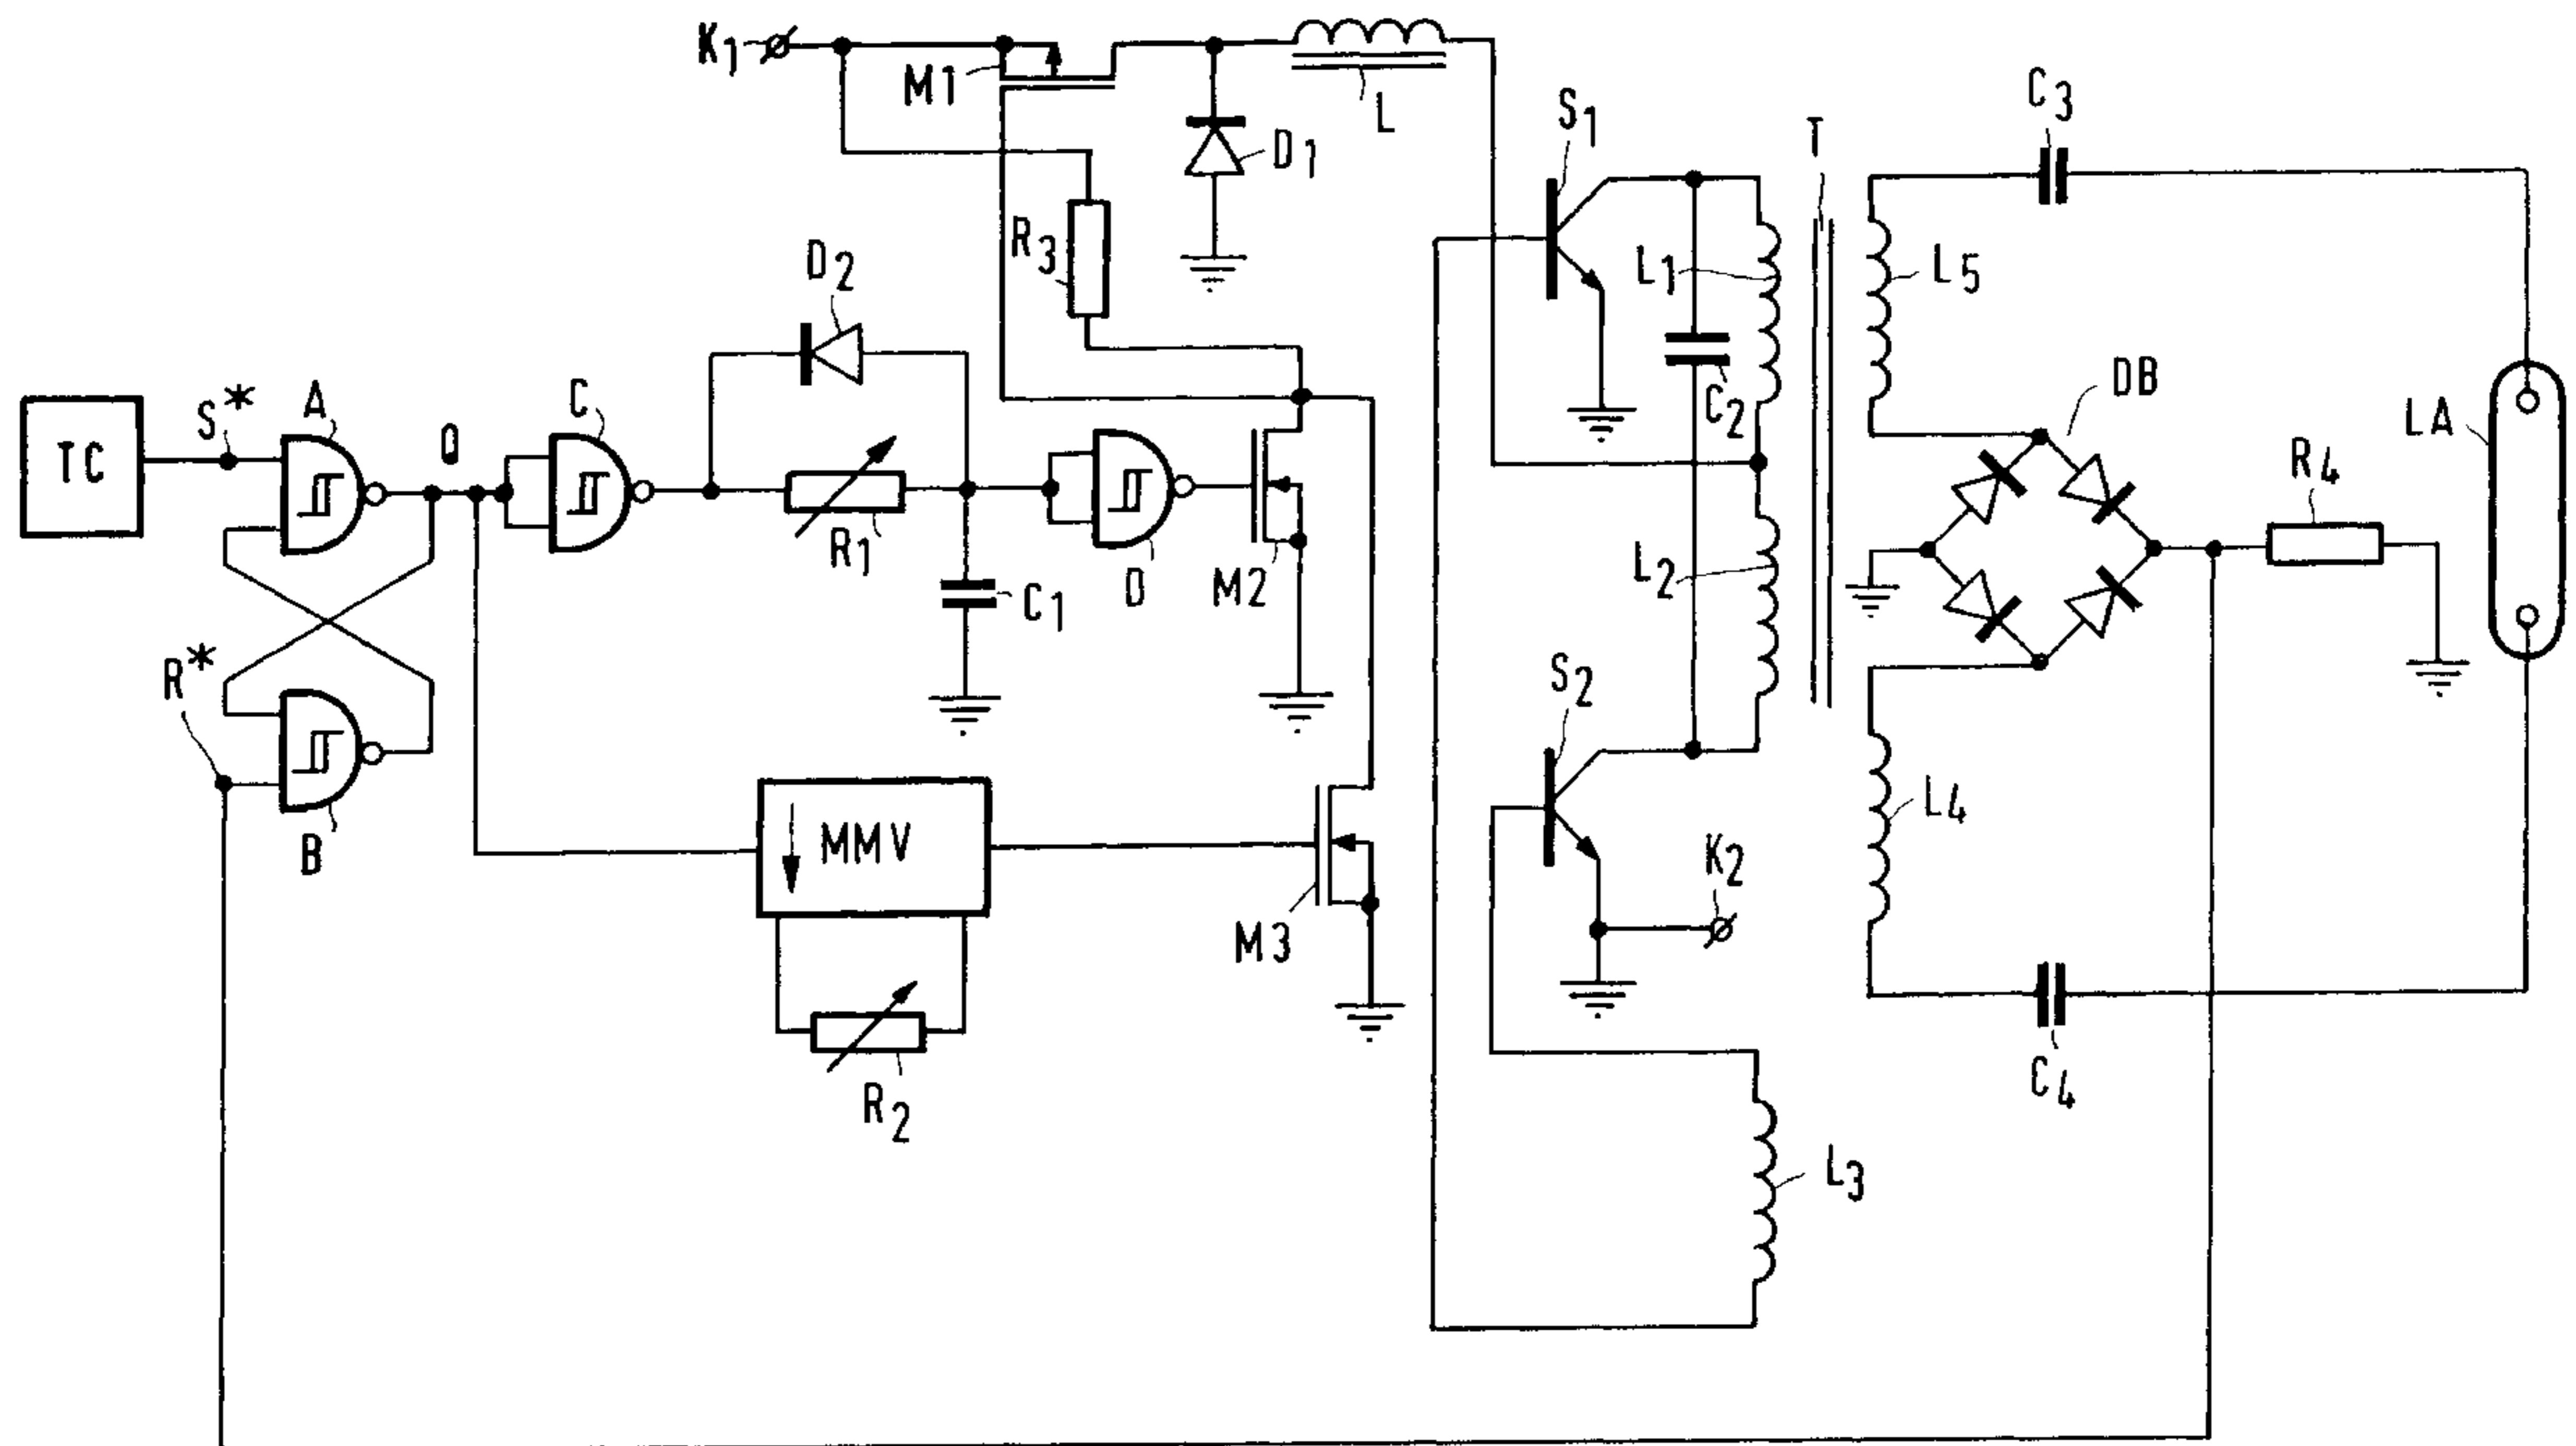 K1
M1
L
D1
R3
S1
C3
T
L1
L5
D2
C2
DB
LA
R4
TC
S*
A
Q
C
R1
C1
D
M2
L2
R*
B
MMV
M3
S2
K2
L4
R2
C4
L3